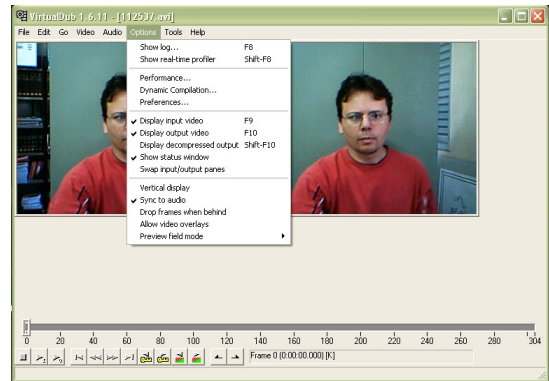 VirtualDub 1.6.11 - [112537.avi]
File Edit Go Video Audio Options Tools Help
Show log... F8
Show real-time profiler Shift-F8
Performance...
Dynamic Compilation...
Preferences...
Display input video F9
Display output video F10
Display decompressed output Shift-F10
Show status window
Swap input/output panes
Vertical display
Sync to audio
Drop frames when behind
Allow video overlays
Preview field mode
0 20 40 60 80 100 120 140 160 180 200 220 240 260 280 304
Frame 0 (0:00:00.000) [K]